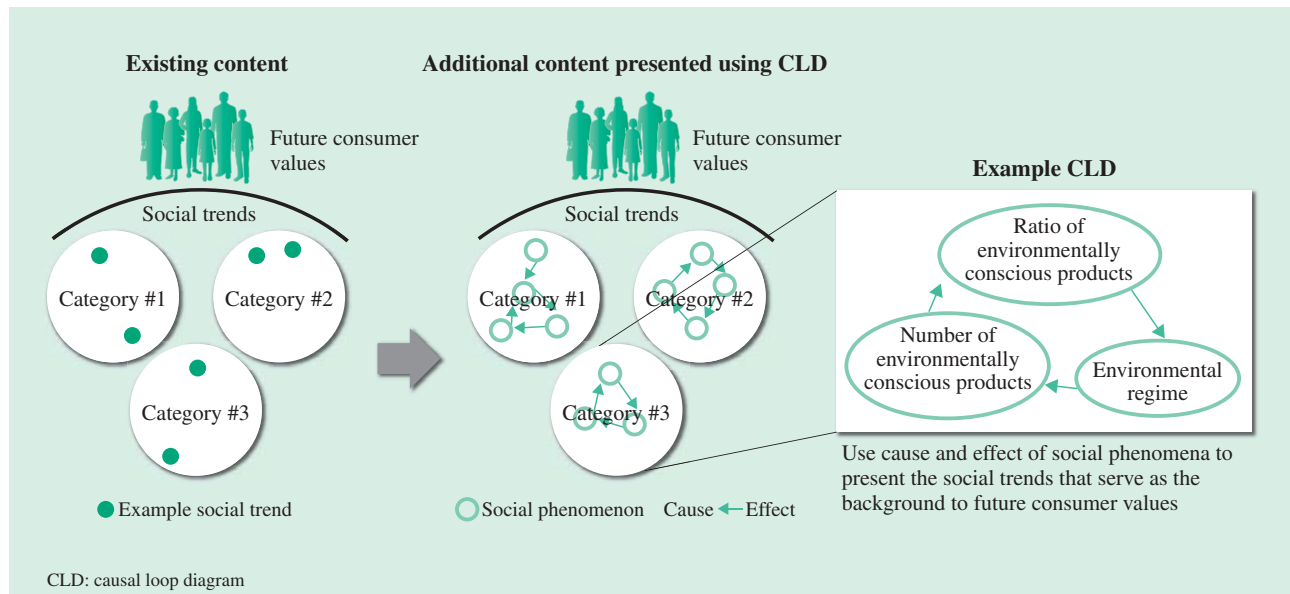 Existing content
Future consumer
values
Social trends
Category #1
Category #2
Category #3
Example social trend
Additional content presented using CLD
Future consumer
values
Social trends
Category #1
Category #2
Category #3
Social phenomenon
Cause
Effect
Example CLD
Ratio of
environmentally
conscious products
Number of
environmentally
conscious products
Environmental
regime
Use cause and effect of social phenomena to
present the social trends that serve as the
background to future consumer values
CLD: causal loop diagram